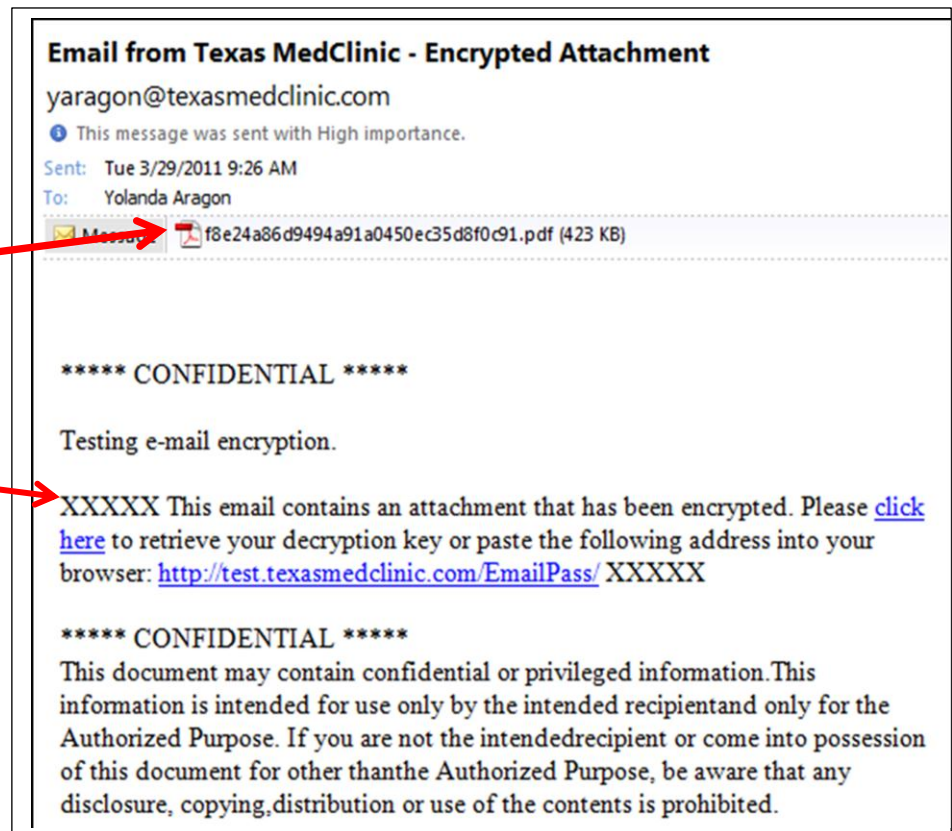 Email from Texas MedClinic - Encrypted Attachment
yaragon@texasmedclinic.com
This message was sent with High importance.
Sent: Tue 3/29/2011 9:26 AM
To: Yolanda Aragon
Message f8e24a86d9494a91a0450ec35d8f0c91.pdf (423 KB)
***** CONFIDENTIAL *****
Testing e-mail encryption.
XXXXX This email contains an attachment that has been encrypted. Please click
here to retrieve your decryption key or paste the following address into your
browser: http://test.texasmedclinic.com/EmailPass/ XXXXX
***** CONFIDENTIAL *****
This document may contain confidential or privileged information.This
information is intended for use only by the intended recipientand only for the
Authorized Purpose. If you are not the intendedrecipient or come into possession
of this document for other thanthe Authorized Purpose, be aware that any
disclosure, copying,distribution or use of the contents is prohibited.